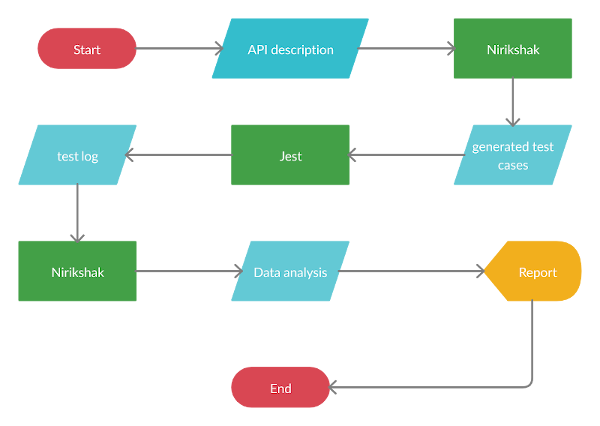 Start
API description
Nirikshak
test log
Jest
generated test
cases
Nirikshak
Data analysis
Report
End